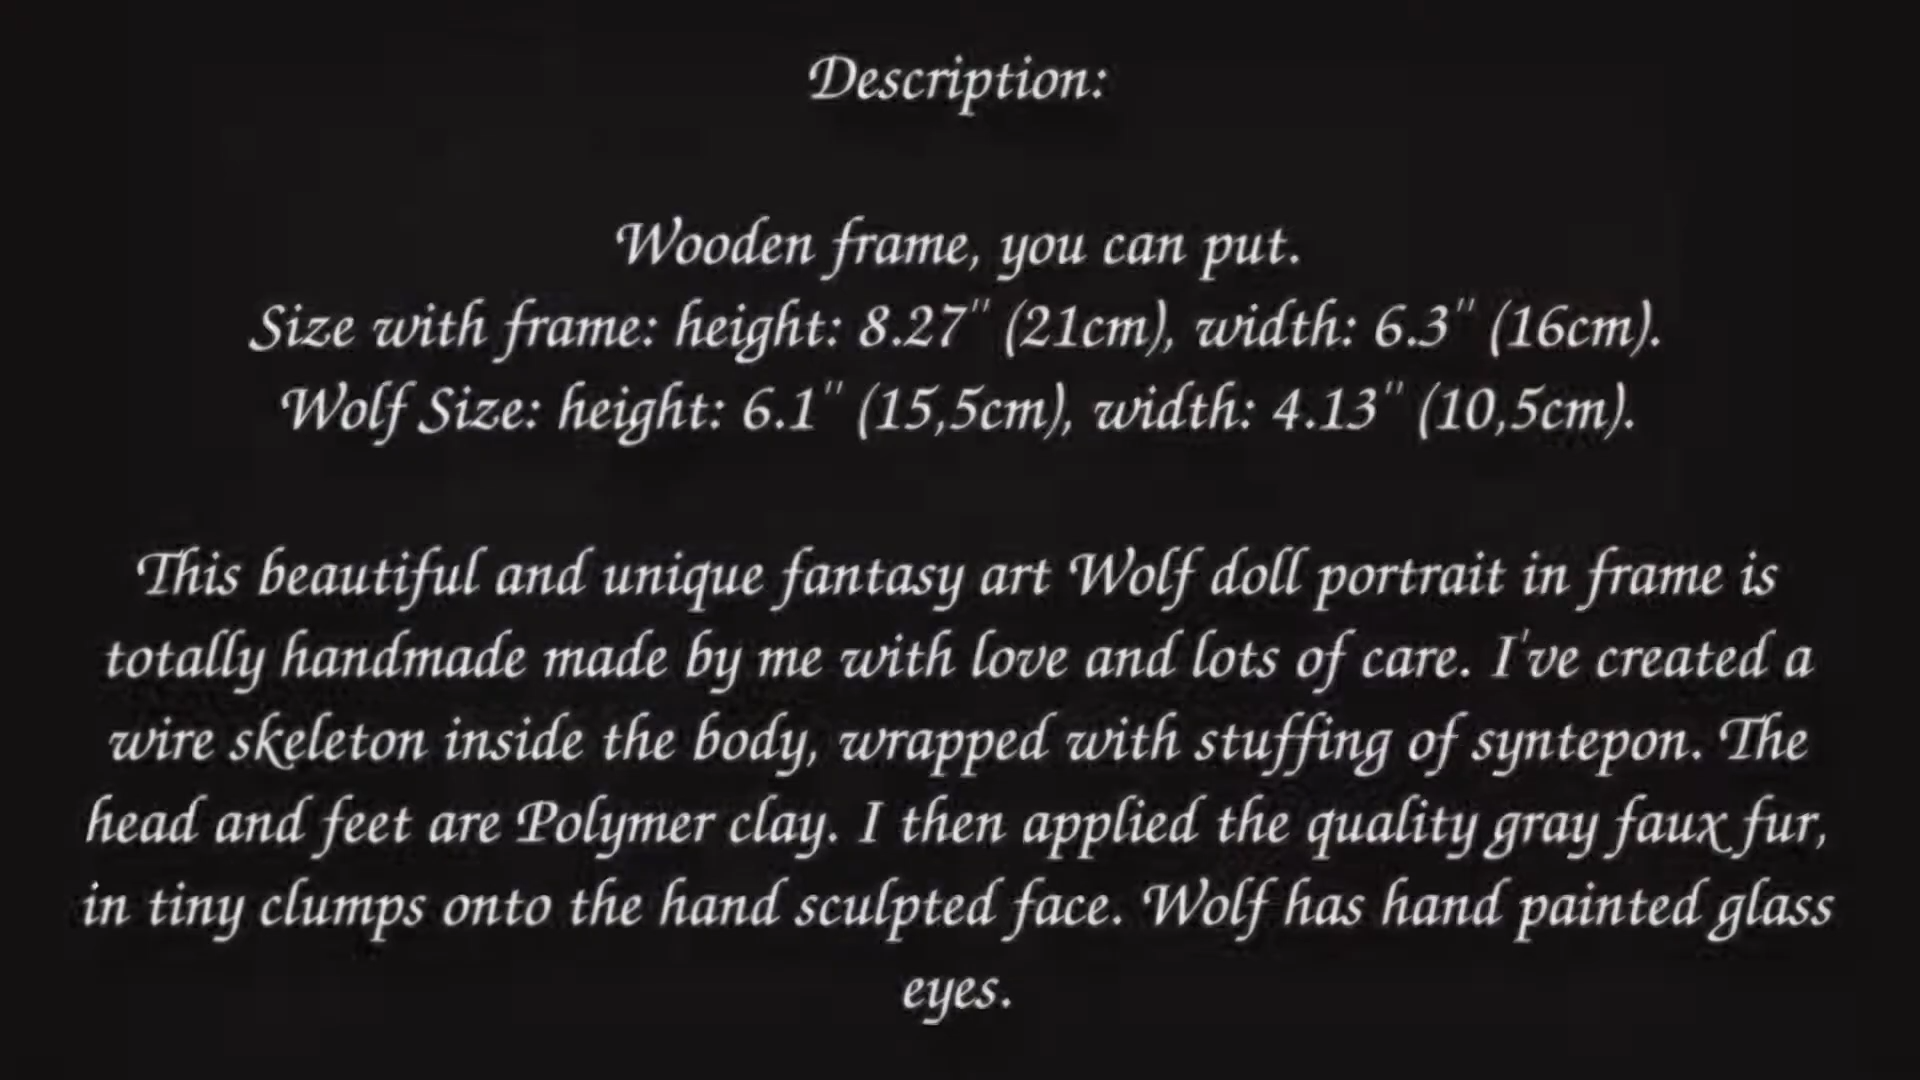 Description:
Wooden frame, you can put.
Size with frame: height: 8.27" (21cm), width: 6.3" (16cm).
Wolf Size: height: 6.1" (15,5cm), width: 4.13" (10,5cm).
This beautiful and unique fantasy art Wolf doll portrait in frame is
totally handmade made by me with love and lots of care. I've created a
wire skeleton inside the body, wrapped with stuffing of syntepon. The
head and feet are Polymer clay. I then applied the quality gray faux fur,
in tiny clumps onto the hand sculpted face. Wolf has hand painted glass
eyes.